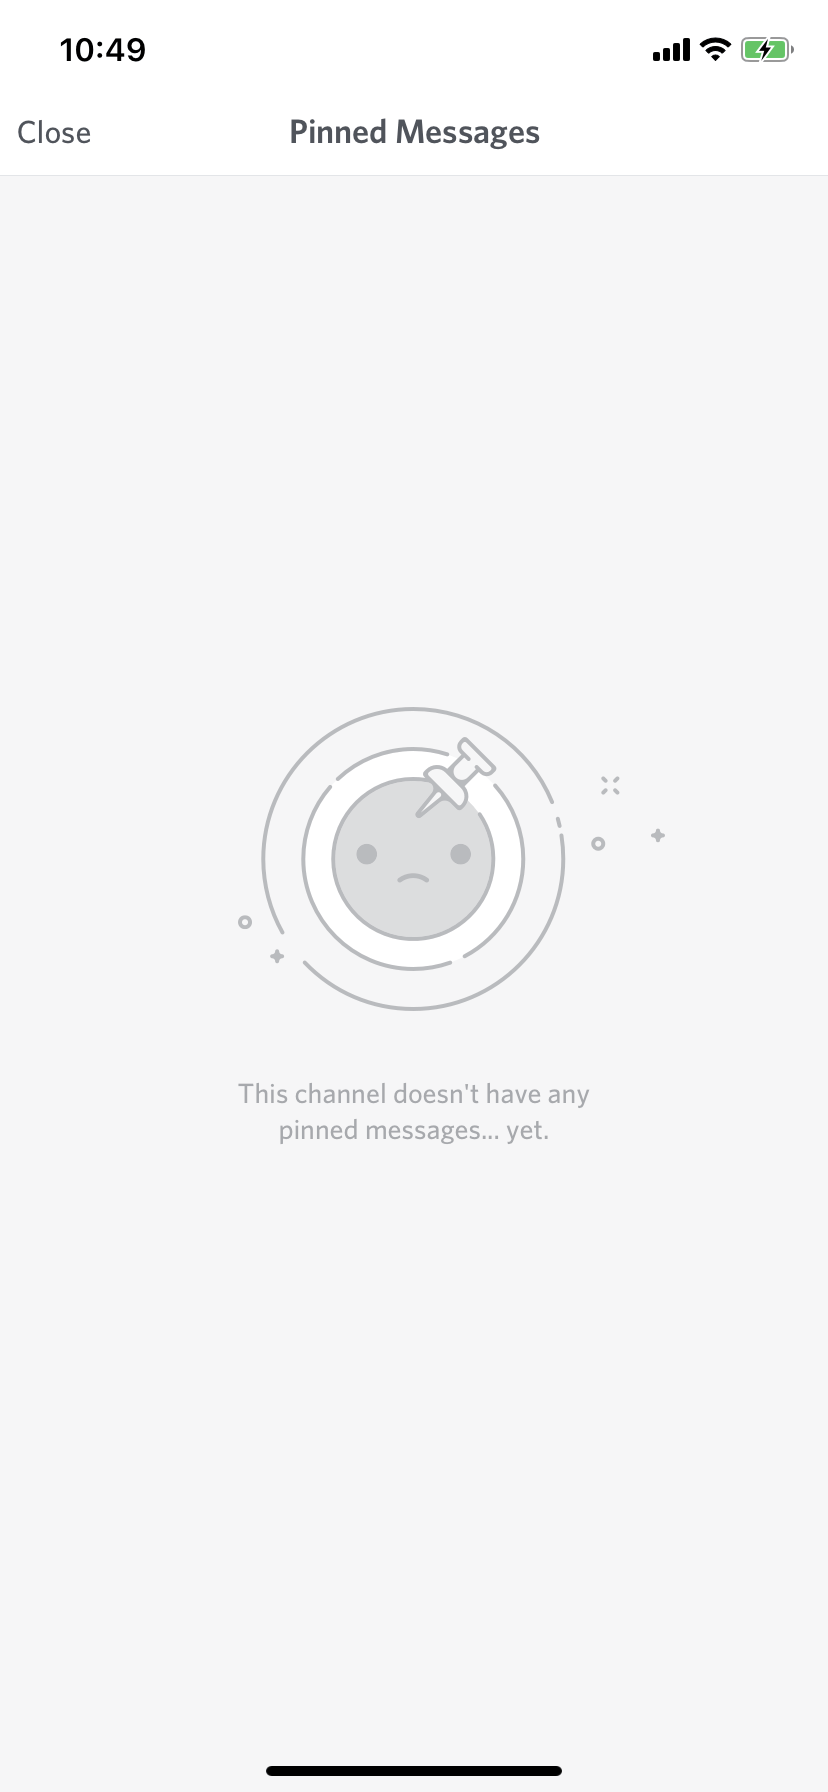 10:49
Close
Pinned Messages
This channel doesn't have any
pinned messages... yet.